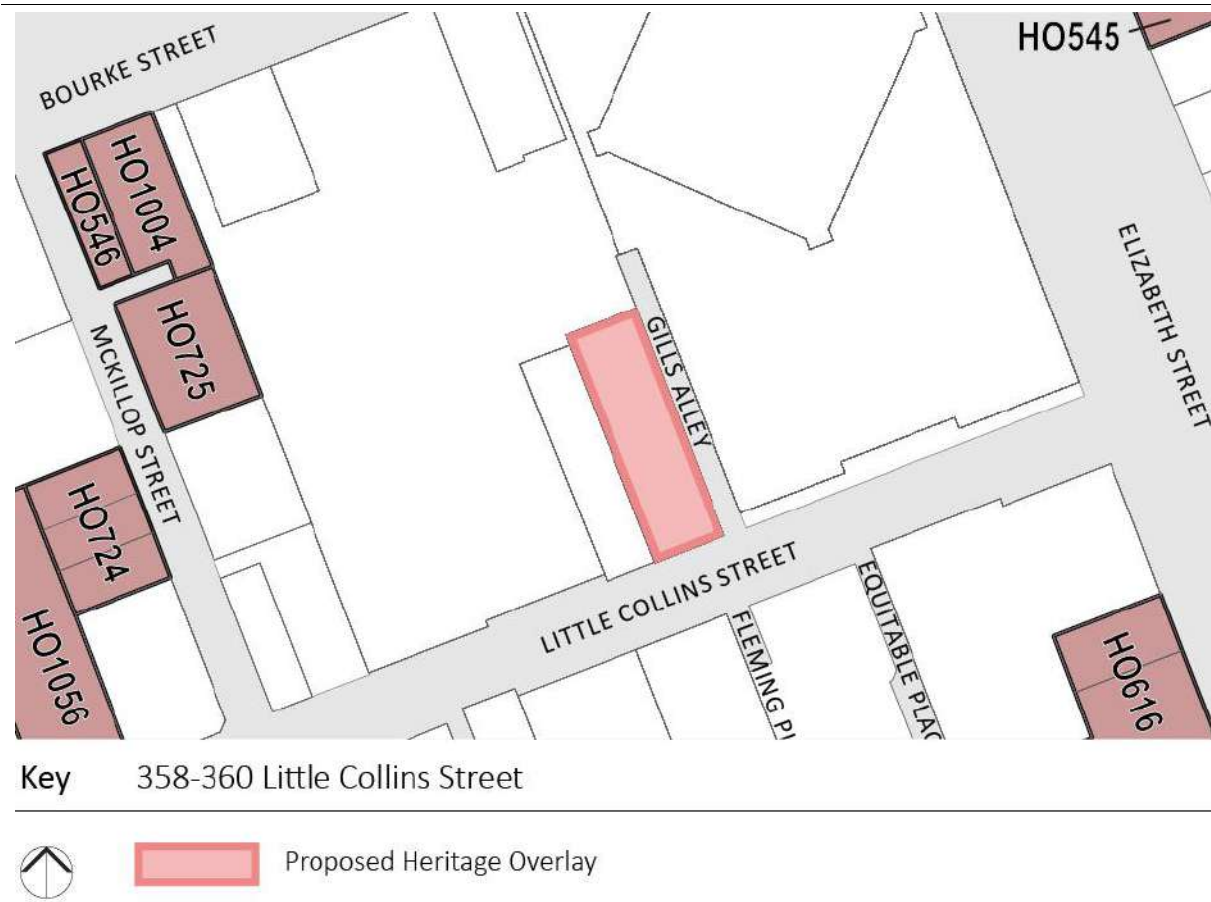 BOURKE STREET
HO545
HO1004
HO546
HO725
MCKILLOP STREET
GILLS ALLEY
ELIZABETH STREET
HO724
HO1056
LITTLE COLLINS STREET
FLEMING PL
EQUITABLE PLAC
HO616
Key 358-360 Little Collins Street
Proposed Heritage Overlay